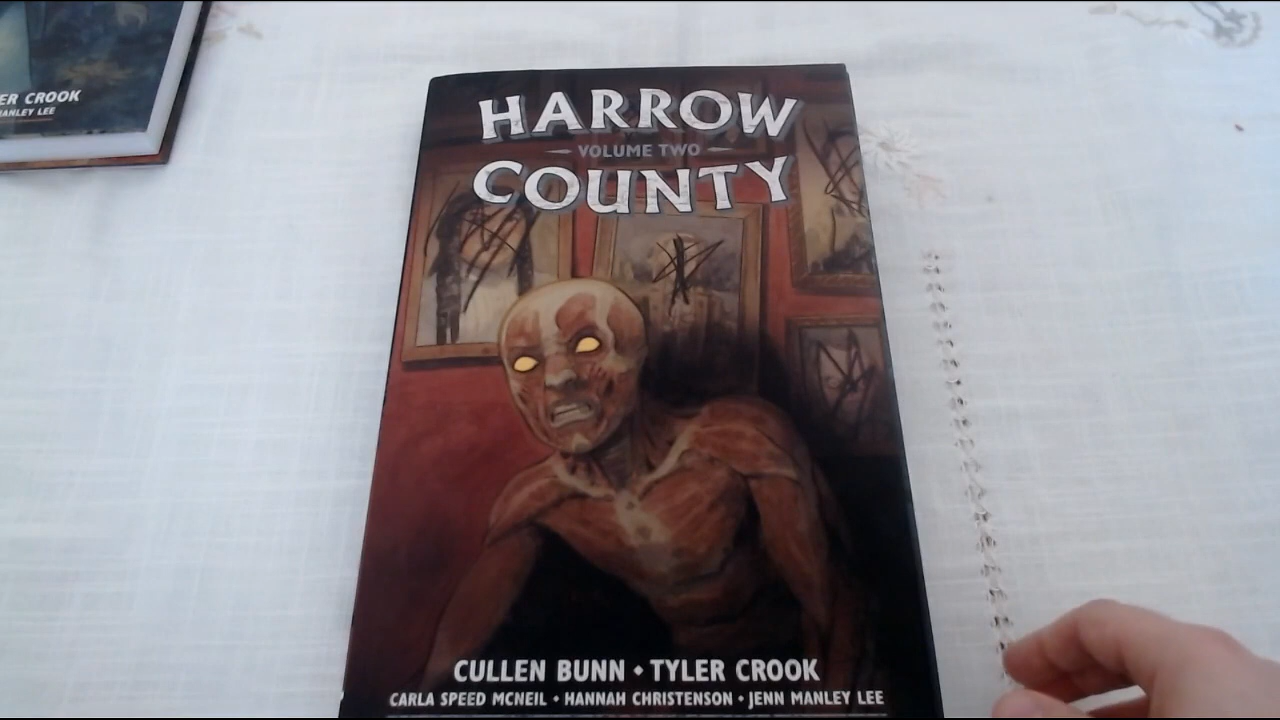 ER CROOK
MANLEY LEE
HARROW
VOLUME TWO
COUNTY
CULLEN BUNN • TYLER CROOK
CARLA SPEED MCNEIL • HANNAH CHRISTENSON • JENN MANLEY LEE